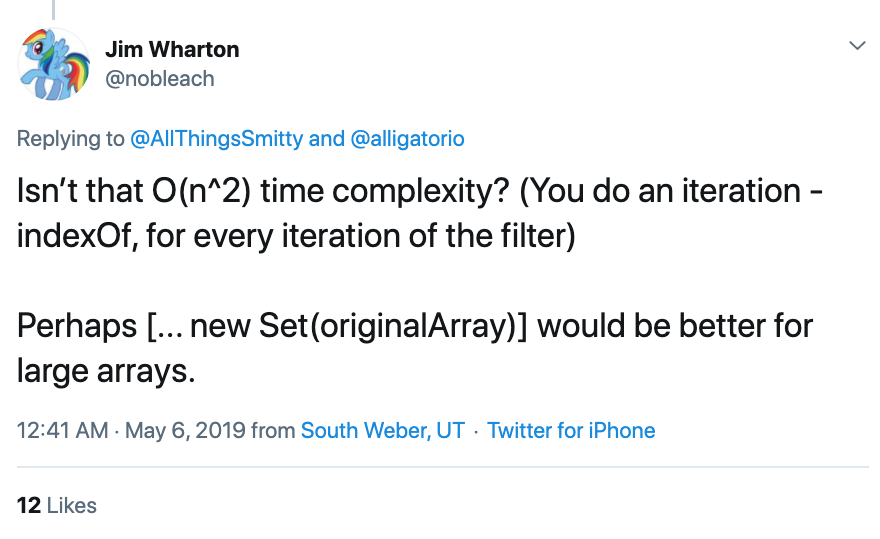 Jim Wharton
@nobleach
Replying to @AllThingsSmitty and @alligatorio
Isn't that O(n^2) time complexity? (You do an iteration -
indexOf, for every iteration of the filter)
Perhaps [... new Set(originalArray)] would be better for
large arrays.
12:41 AM · May 6, 2019 from South Weber, UT · Twitter for iPhone
12 Likes